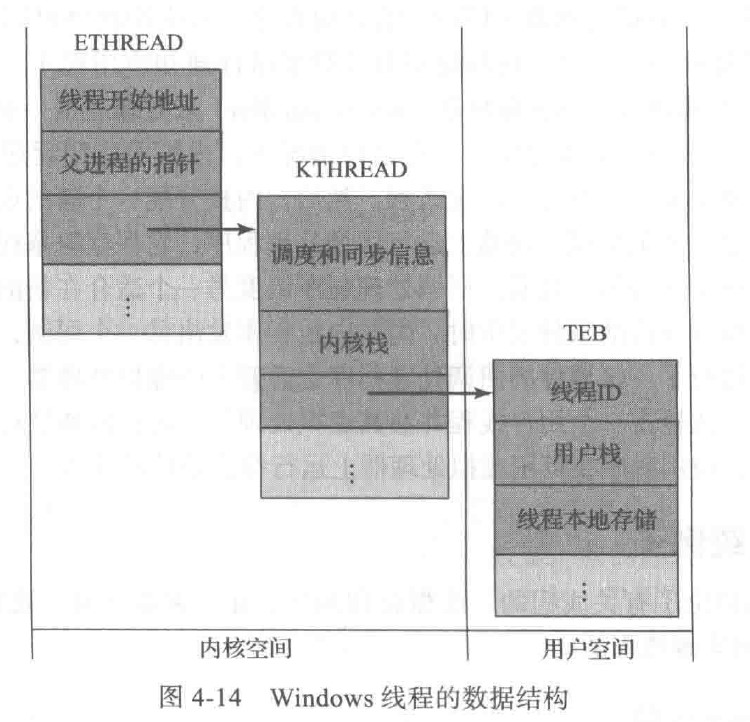 ETHREAD
线程开始地址
父进程的指针
⋮
KTHREAD
调度和同步信息
内核栈
⋮
TEB
线程ID
用户栈
线程本地存储
⋮
内核空间
用户空间
图 4-14 Windows 线程的数据结构